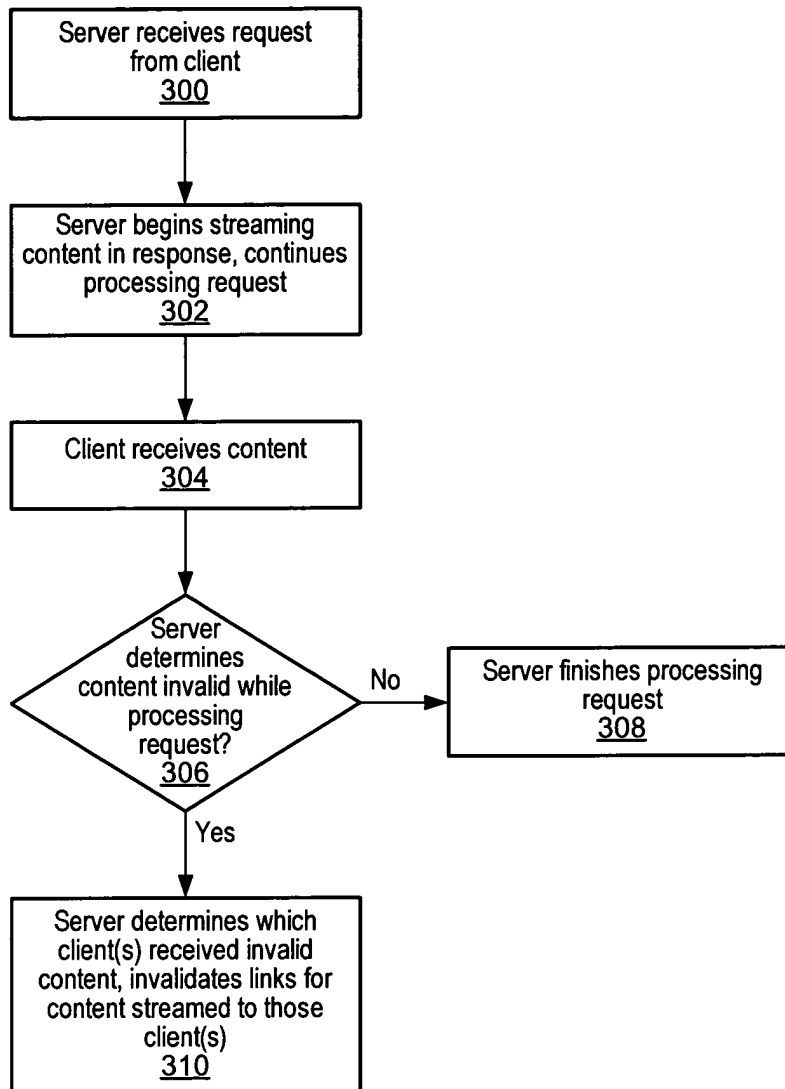 Server receives request
from client
300
Server begins streaming
content in response, continues
processing request
302
Client receives content
304
Server
determines
content invalid while
processing
request?
306
No
Server finishes processing
request
308
Yes
Server determines which
client(s) received invalid
content, invalidates links for
content streamed to those
client(s)
310